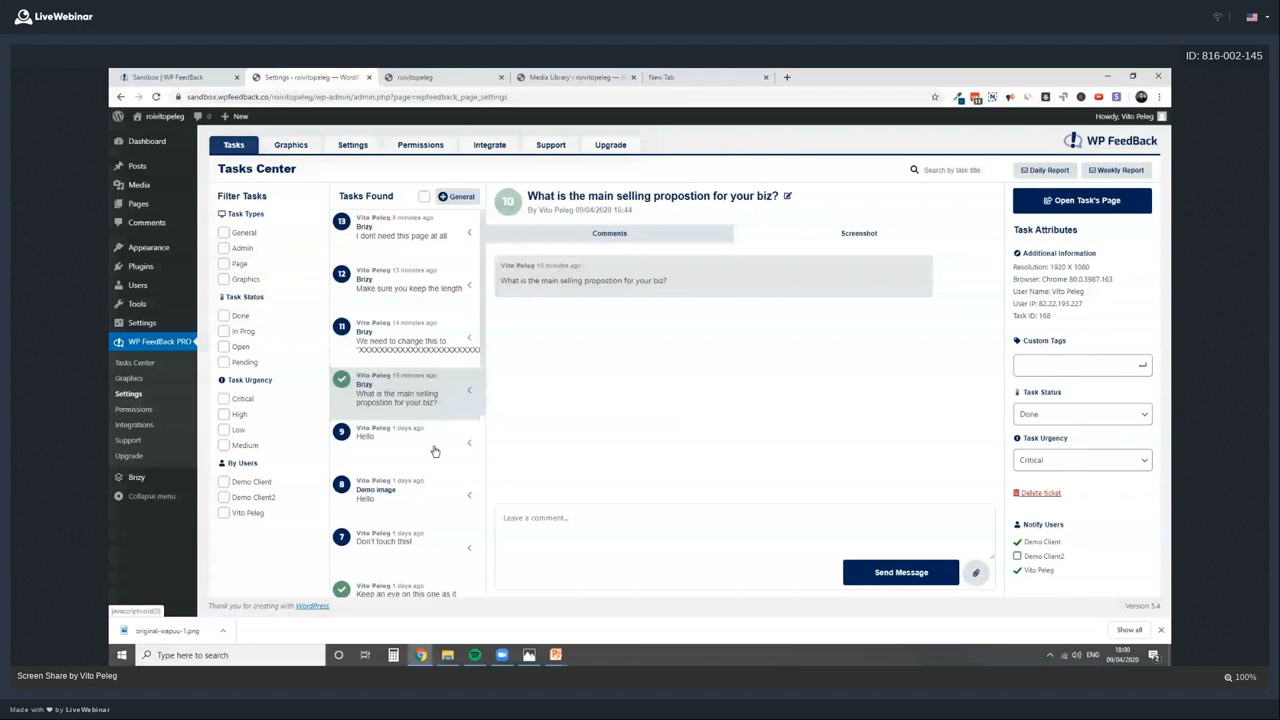 LiveWebinar
ID: 816-002-145
Sandbox | WP FeedBack
Settings ‹ roivitopeleg — WordPr
roivitopeleg
Media Library ‹ roivitopeleg —
New Tab
sandbox.wpfeedback.co/roivitopeleg/wp-admin/admin.php?page=wpfeedback_page_settings
roivitopeleg
0
New
Howdy, Vito Peleg
Dashboard
Posts
Media
Pages
Comments
Appearance
Plugins
Users
Tools
Settings
WP FeedBack PRO
Tasks Center
Graphics
Settings
Permissions
Integrations
Support
Upgrade
Brizy
Collapse menu
Tasks
Graphics
Settings
Permissions
Integrate
Support
Upgrade
WP FeedBack
Tasks Center
Search by task title
Daily Report
Weekly Report
Filter Tasks
Task Types
General
Admin
Page
Graphics
Task Status
Done
In Prog
Open
Pending
Task Urgency
Critical
High
Low
Medium
By Users
Demo Client
Demo Client2
Vito Peleg
Tasks Found
General
13
Vito Peleg 8 minutes ago
Brizy
I dont need this page at all
12
Vito Peleg 13 minutes ago
Brizy
Make sure you keep the length
11
Vito Peleg 14 minutes ago
Brizy
We need to change this to
Vito Peleg 16 minutes ago
Brizy
What is the main selling
propostion for your biz?
9
Vito Peleg 1 days ago
Hello
8
Vito Peleg 1 days ago
Demo image
Hello
7
Vito Peleg 1 days ago
Don't touch this!
Vito Peleg 1 days ago
Keep an eye on this one as it
10
What is the main selling propostion for your biz?
By Vito Peleg 09/04/2020 16:44
Comments
Screenshot
Vito Peleg 16 minutes ago
What is the main selling propostion for your biz?
Leave a comment...
Send Message
Open Task's Page
Task Attributes
Additional Information
Resolution: 1920 X 1080
Browser: Chrome 80.0.3987.163
User Name: Vito Peleg
User IP: 82.22.193.227
Task ID: 168
Custom Tags
Task Status
Done
Task Urgency
Critical
Delete ticket
Notify Users
Demo Client
Demo Client2
Vito Peleg
javascript:void(0)
Thank you for creating with WordPress.
Version 5.4
original-wapuu-1.png
Show all
Type here to search
ENG
18:00
09/04/2020
Screen Share by Vito Peleg
100%
Made with ❤ by LiveWebinar